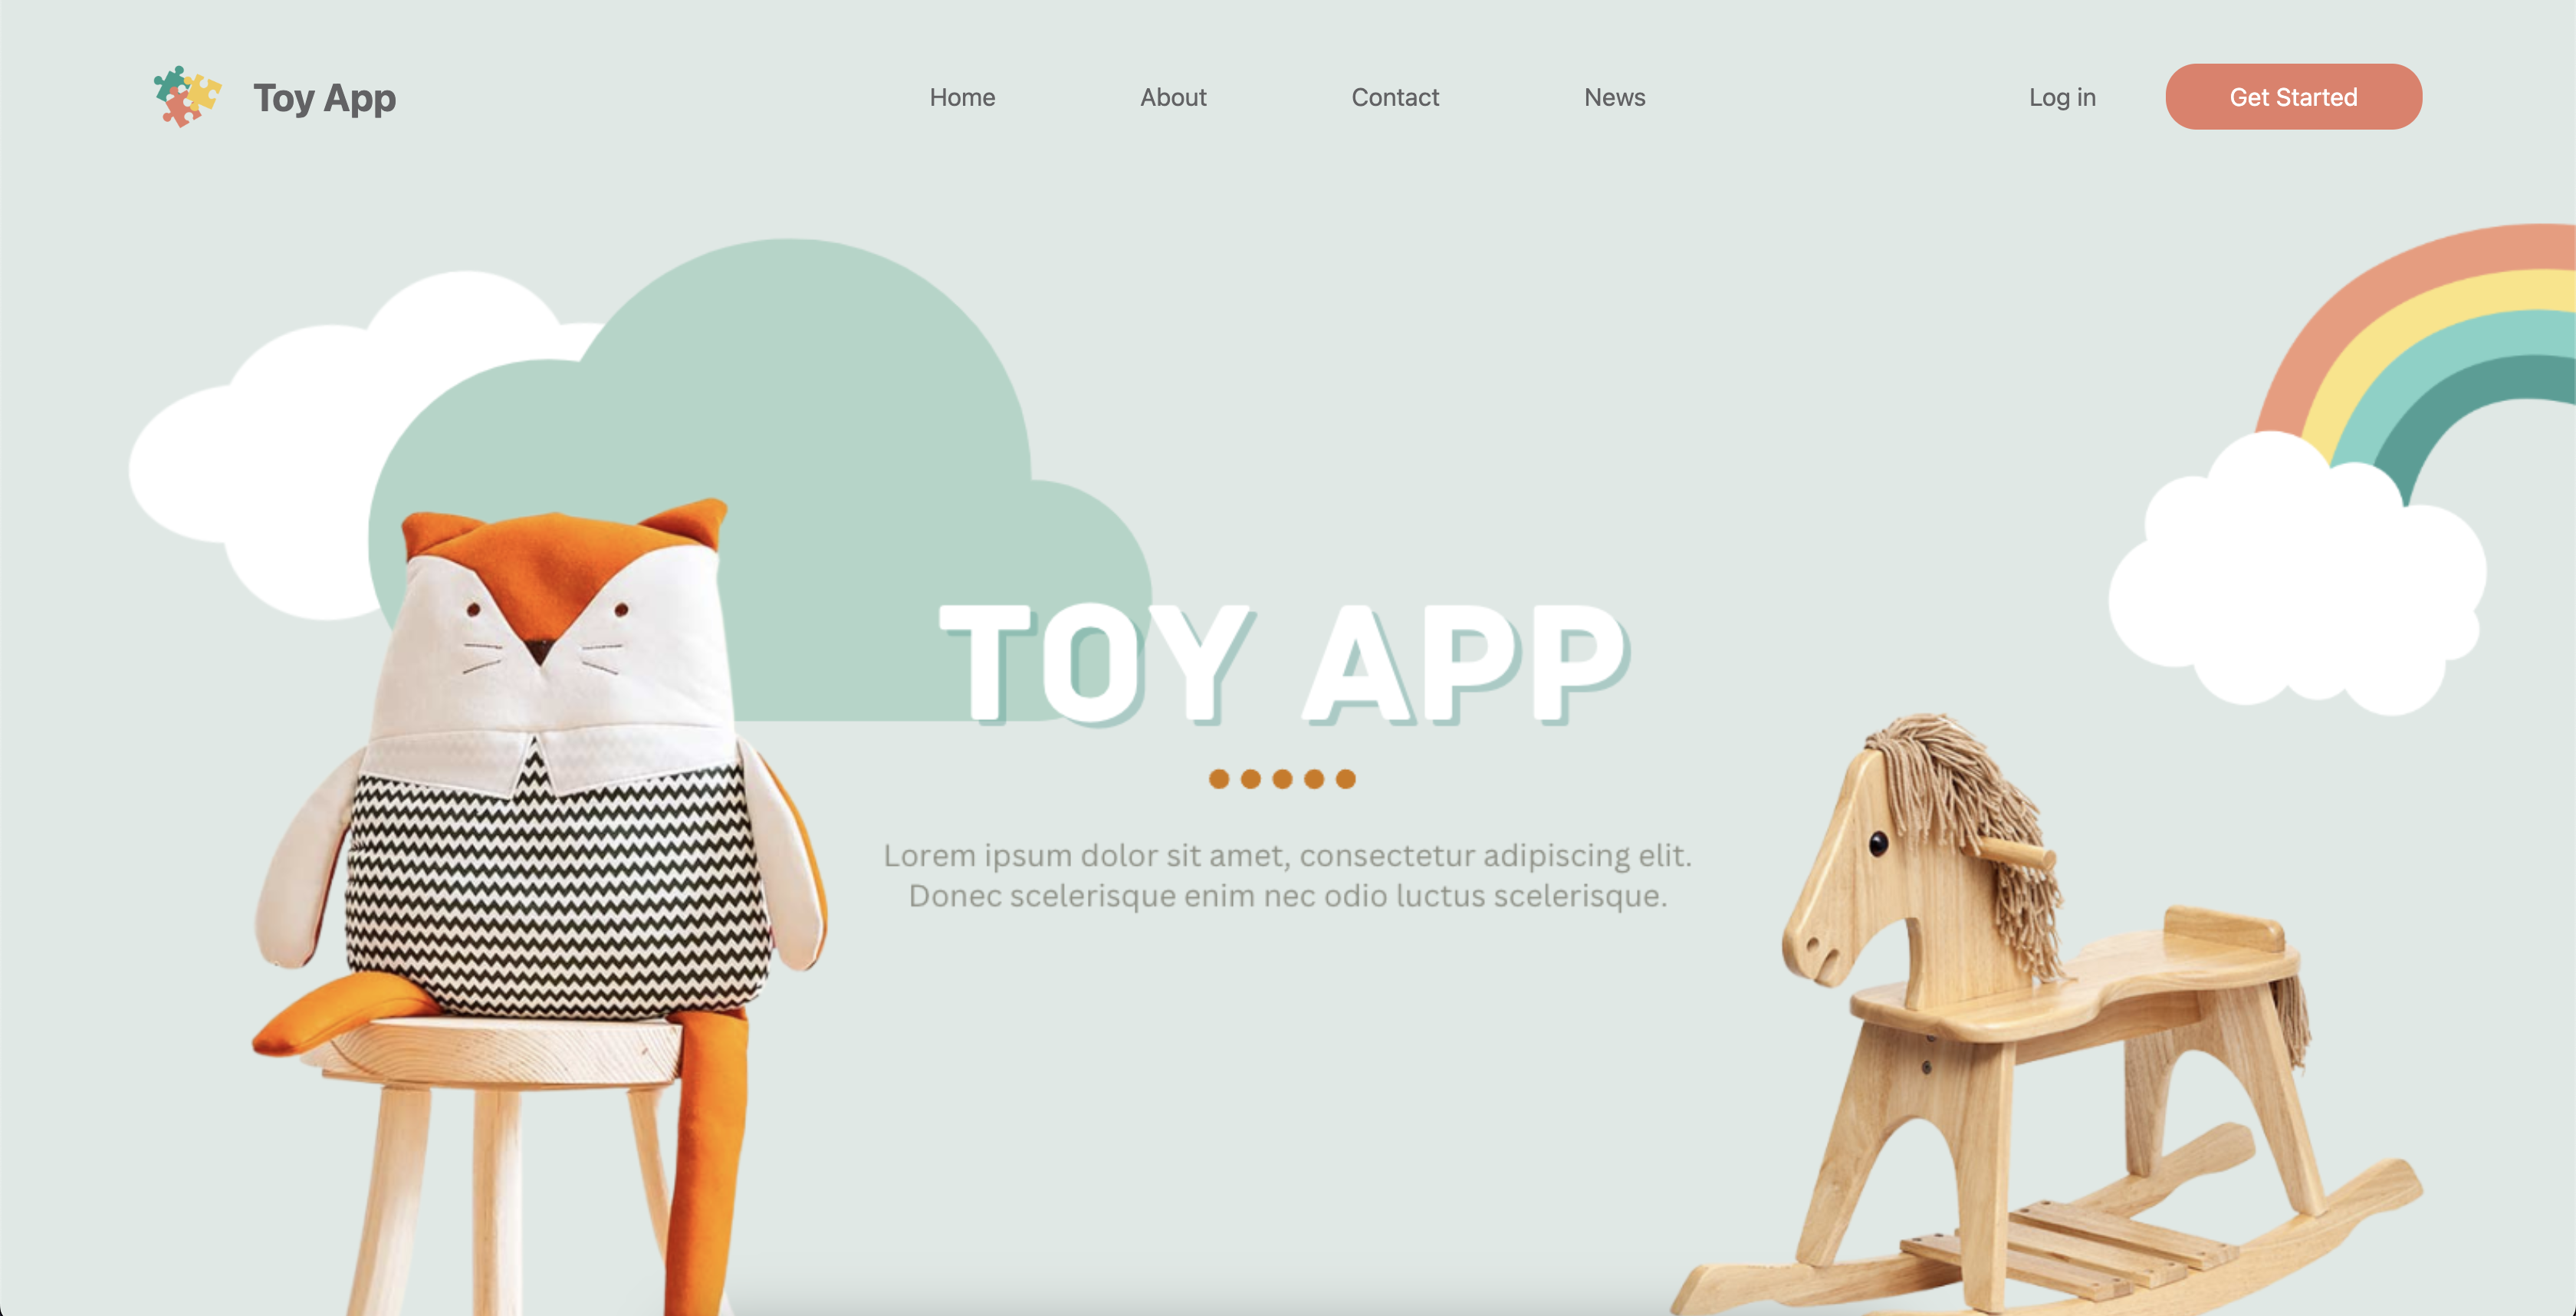 Toy App
Home
About
Contact
News
Log in
Get Started
TOY APP
Lorem ipsum dolor sit amet, consectetur adipiscing elit.
Donec scelerisque enim nec odio luctus scelerisque.